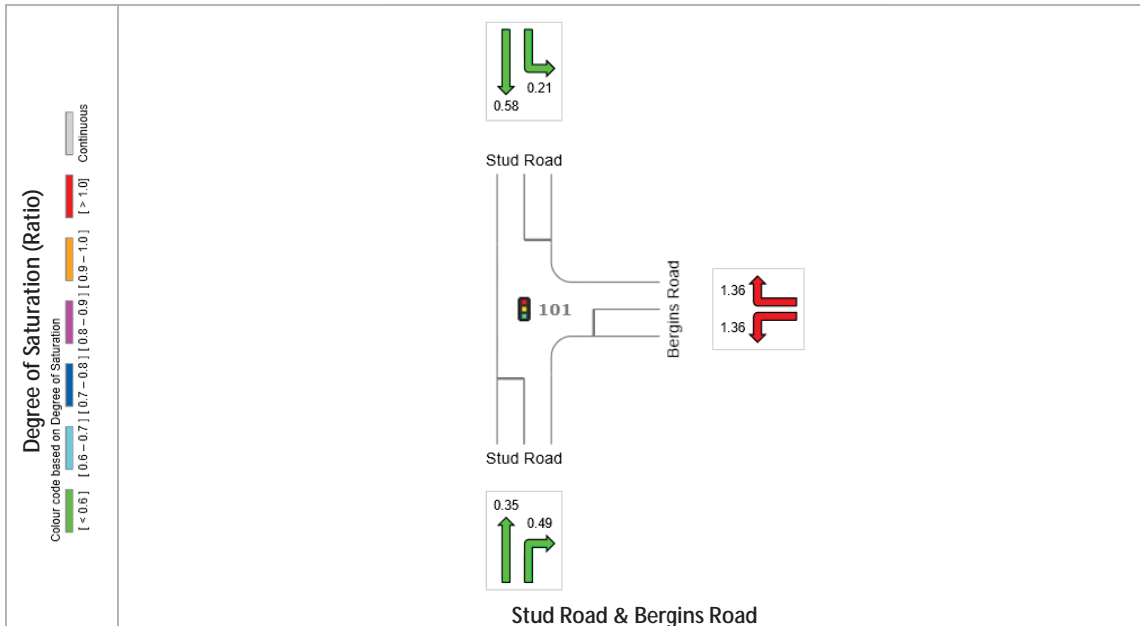 Degree of Saturation (Ratio)
Colour code based on Degree of Saturation
[ < 0.6 ]
[ 0.6 – 0.7 ]
[ 0.7 – 0.8 ]
[ 0.8 – 0.9 ]
[ 0.9 – 1.0 ]
[ > 1.0]
Continuous
0.21
0.58
Stud Road
101
Bergins Road
1.36
1.36
Stud Road
0.35
0.49
Stud Road & Bergins Road